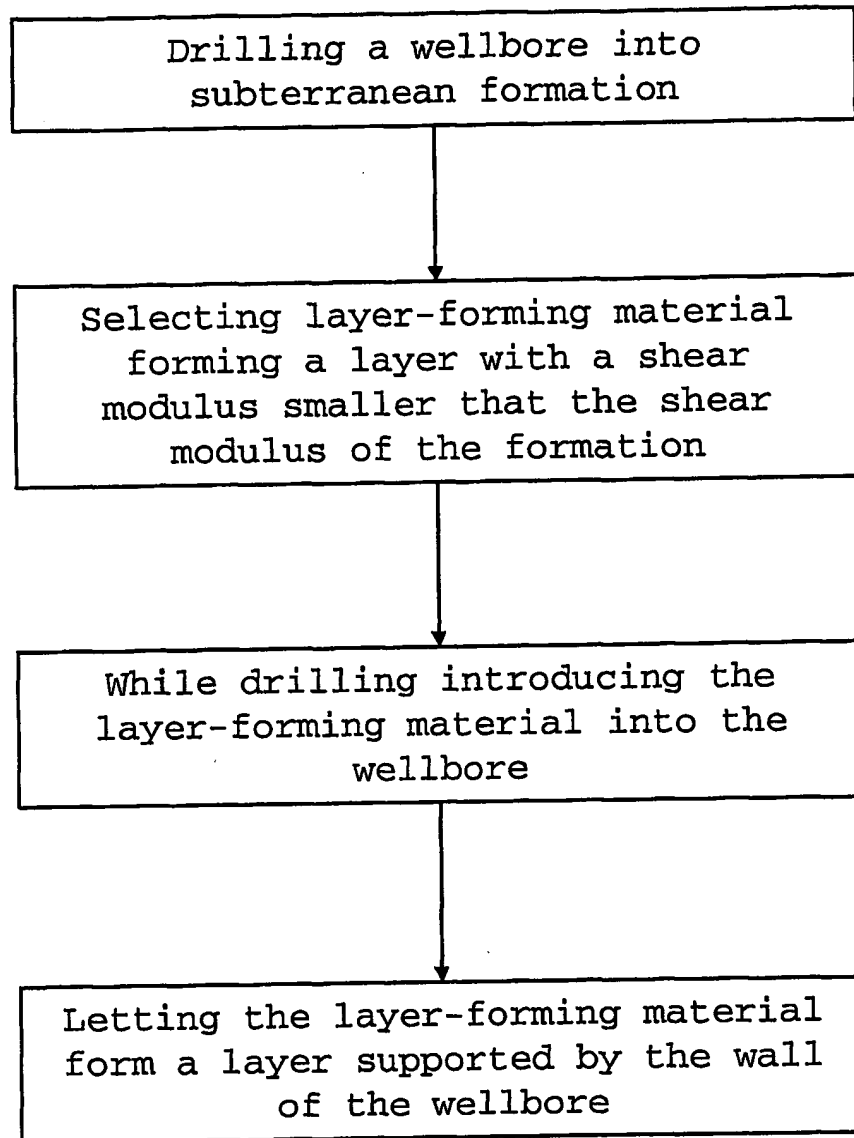 Drilling a wellbore into
subterranean formation
Selecting layer-forming material
forming a layer with a shear
modulus smaller that the shear
modulus of the formation
While drilling introducing the
layer-forming material into the
wellbore
Letting the layer-forming material
form a layer supported by the wall
of the wellbore